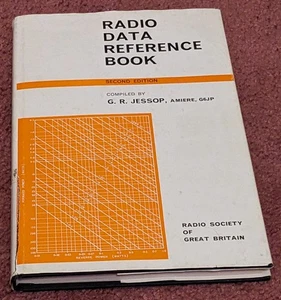 RADIO
DATA
REFERENCE
BOOK
SECOND EDITION
COMPILED BY
G. R. JESSOP, AMIERE, G6JP
RADIO SOCIETY
OF
GREAT BRITAIN